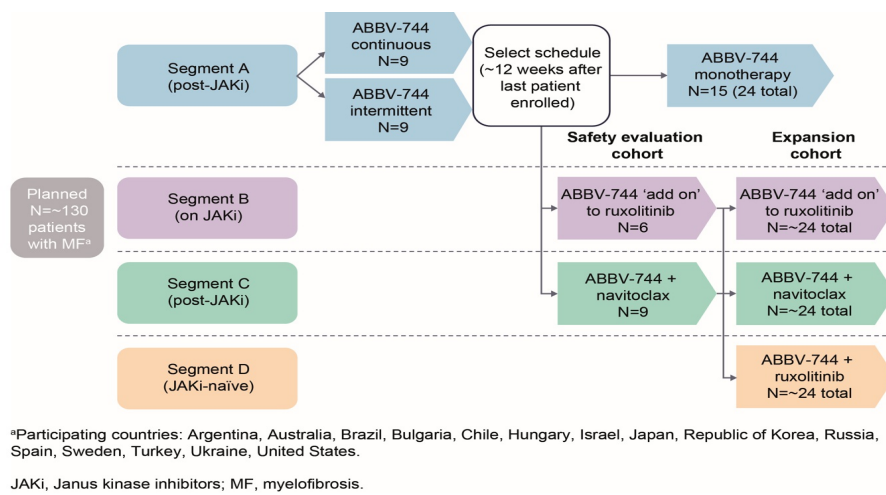 Segment A
(post-JAKi)
ABBV-744
continuous
N=9
ABBV-744
intermittent
N=9
Select schedule
(~12 weeks after
last patient
enrolled)
ABBV-744
monotherapy
N=15 (24 total)
Safety evaluation
cohort
Expansion
cohort
Planned
N=~130
patients
with MFᵃ
Segment B
(on JAKi)
ABBV-744 ‘add on’
to ruxolitinib
N=6
ABBV-744 ‘add on’
to ruxolitinib
N=~24 total
Segment C
(post-JAKi)
ABBV-744 +
navitoclax
N=9
ABBV-744 +
navitoclax
N=~24 total
Segment D
(JAKi-naïve)
ABBV-744 +
ruxolitinib
N=~24 total
ᵃParticipating countries: Argentina, Australia, Brazil, Bulgaria, Chile, Hungary, Israel, Japan, Republic of Korea, Russia,
Spain, Sweden, Turkey, Ukraine, United States.
JAKi, Janus kinase inhibitors; MF, myelofibrosis.